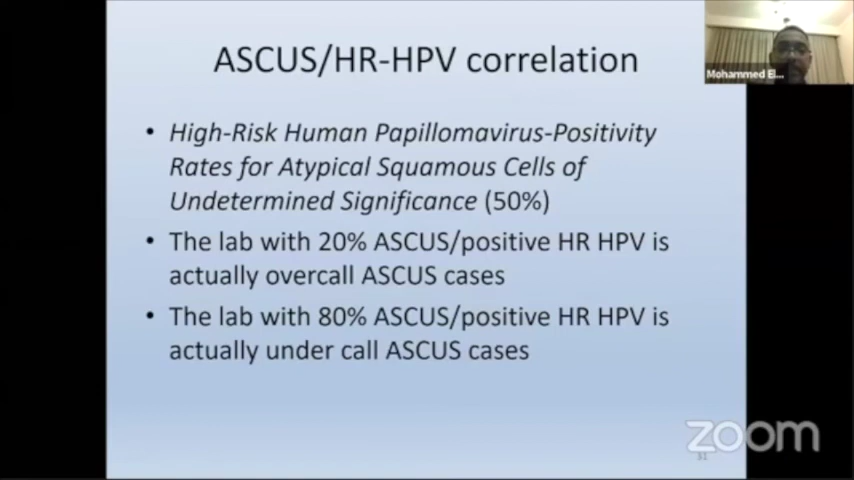 ASCUS/HR-HPV correlation
Mohammed El...
• High-Risk Human Papillomavirus-Positivity
Rates for Atypical Squamous Cells of
Undetermined Significance (50%)
• The lab with 20% ASCUS/positive HR HPV is
actually overcall ASCUS cases
• The lab with 80% ASCUS/positive HR HPV is
actually under call ASCUS cases
zoom
31